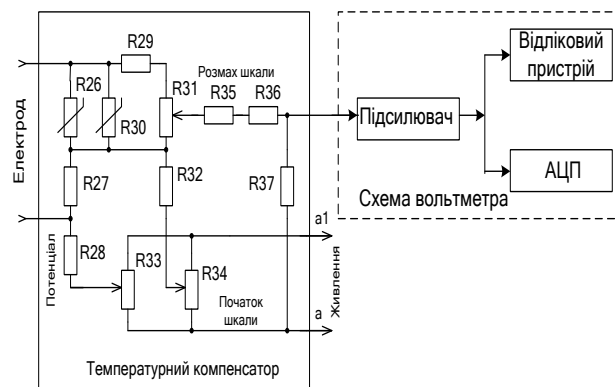 R29
R26
R31
Розмах шкали
R35
R36
R30
Електрод
R27
R32
R37
Потенціал
R28
R33
R34
Початок
шкали
a1
Живлення
a
Температурний компенсатор
Відліковий
пристрій
Підсилювач
АЦП
Схема вольтметра